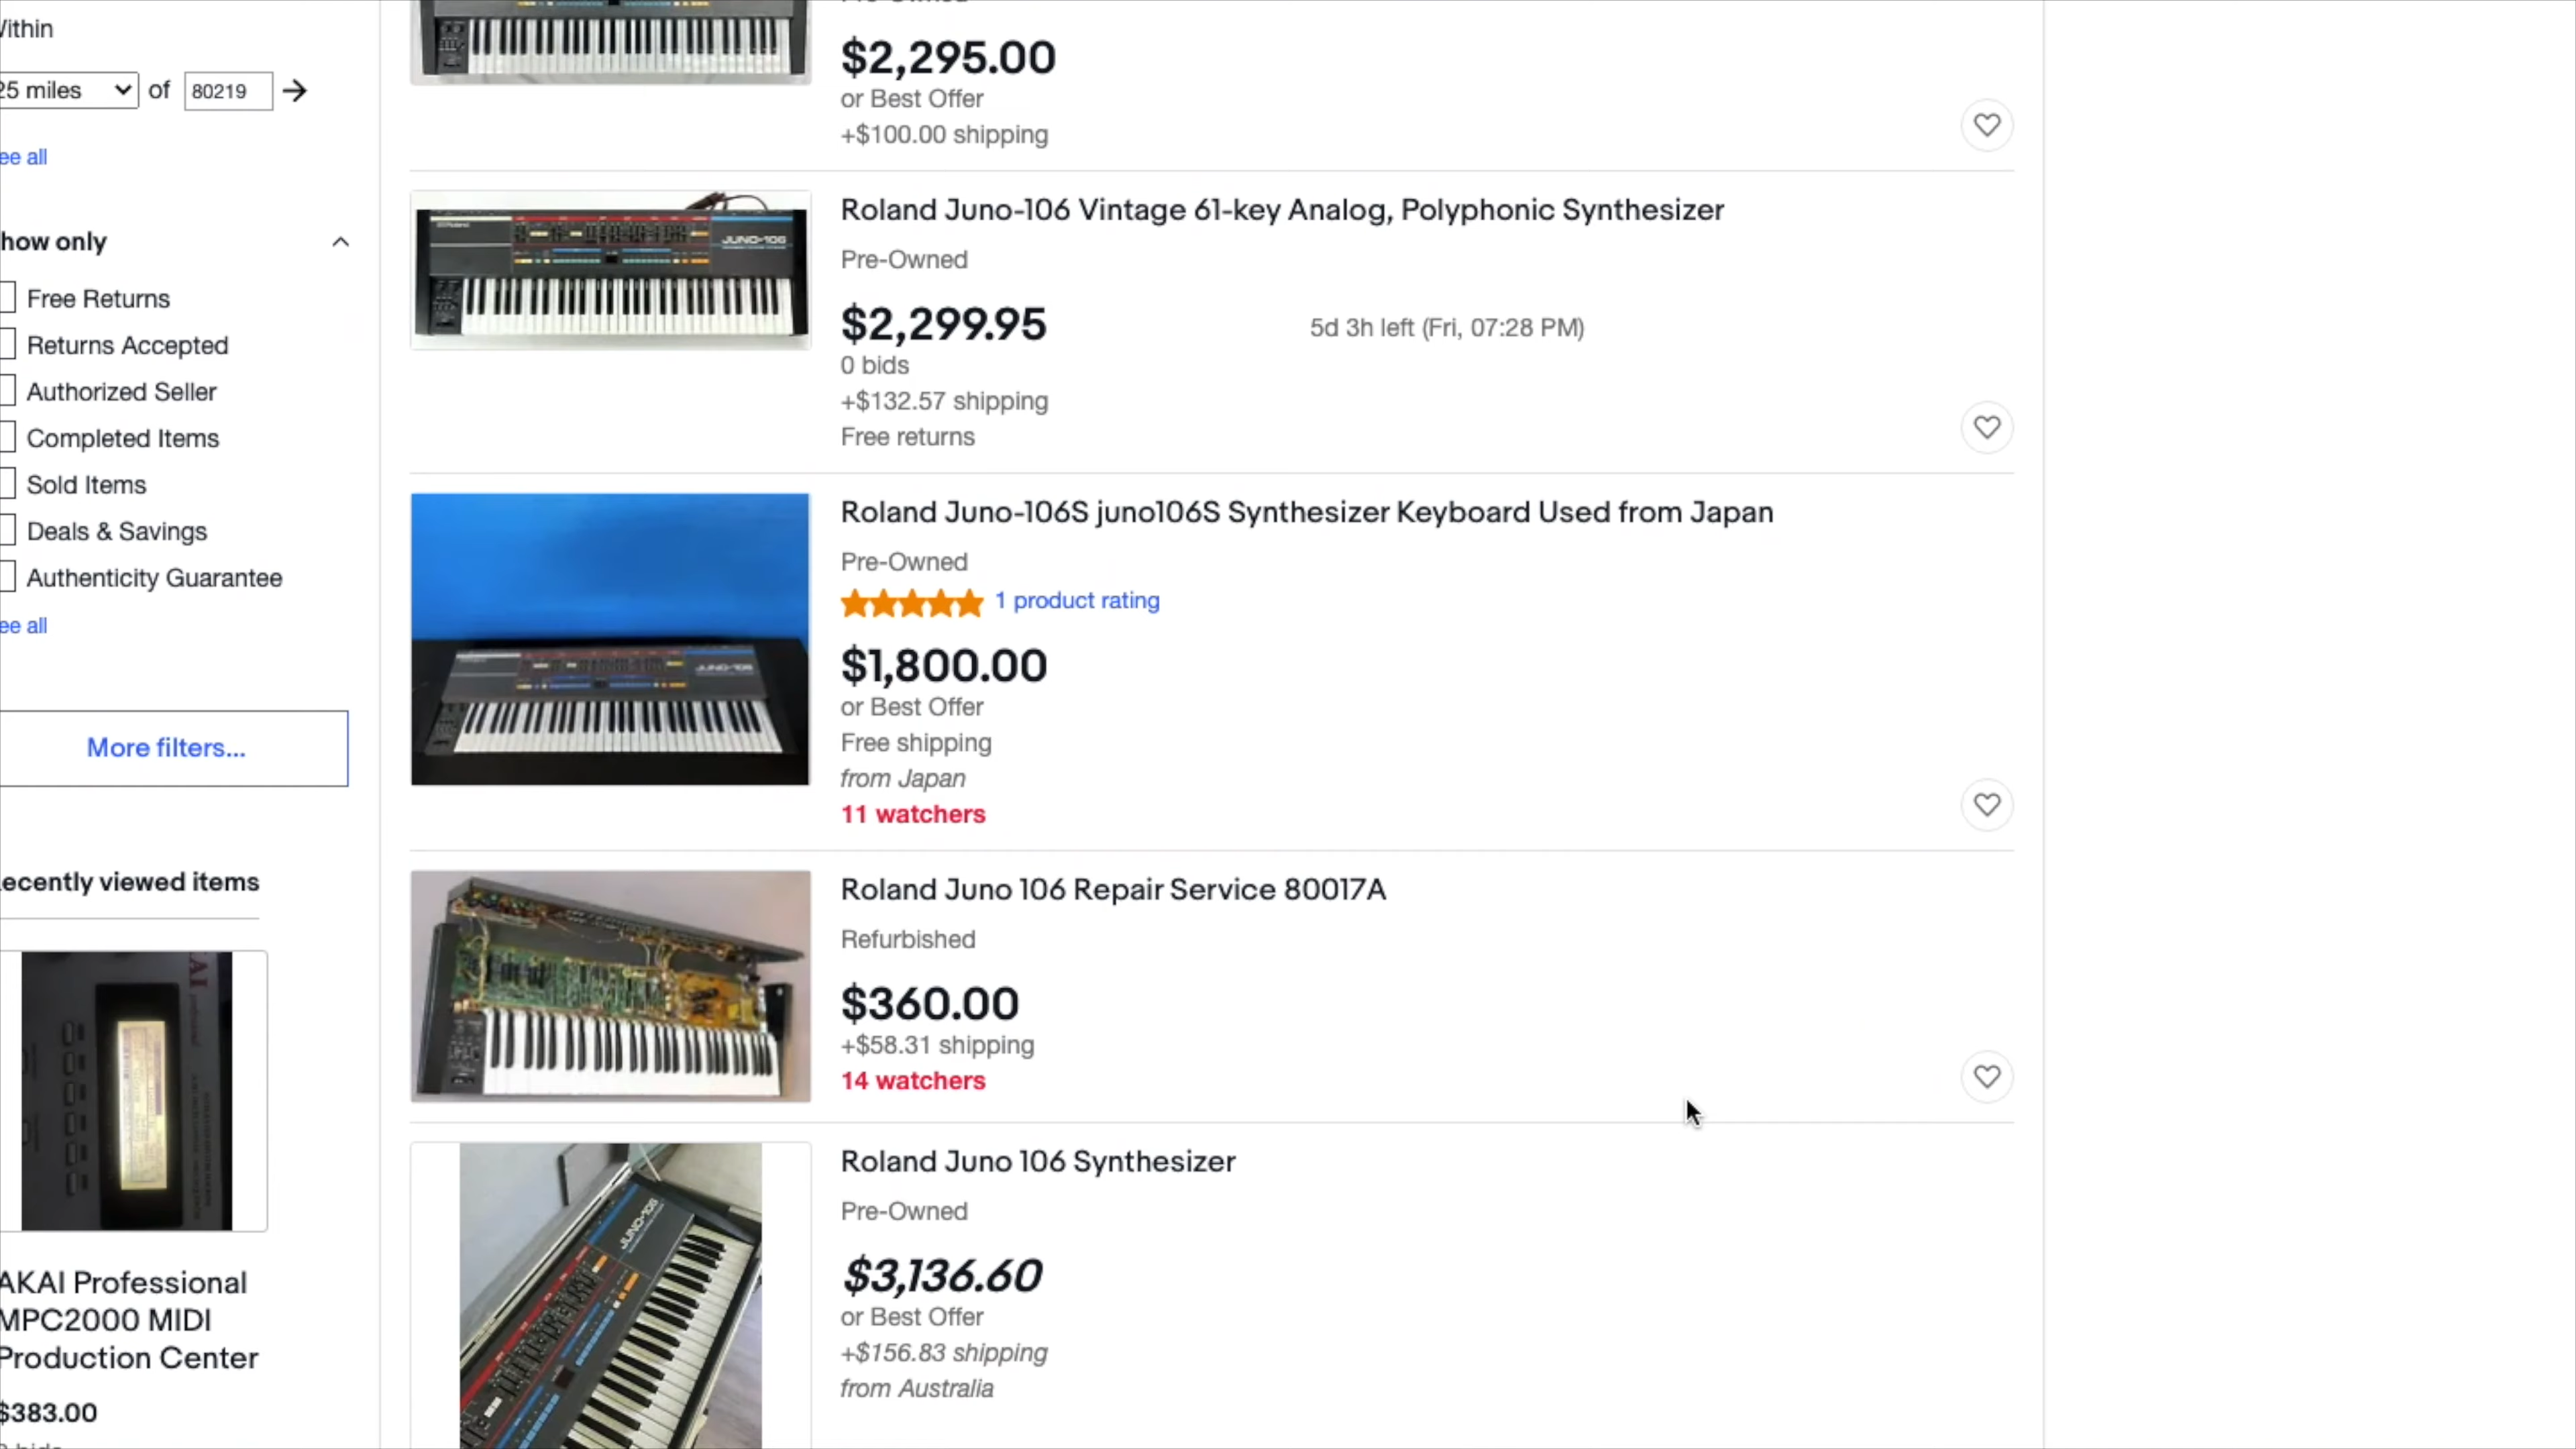 25 miles of 80219
how only
Free Returns
Returns Accepted
Authorized Seller
Completed Items
Sold Items
Deals & Savings
Authenticity Guarantee
ee all
More filters...
ecently viewed items
AKAI Professional
MPC2000 MIDI
Production Center
$383.00
$2,295.00
or Best Offer
+$100.00 shipping
Roland Juno-106 Vintage 61-key Analog, Polyphonic Synthesizer
Pre-Owned
$2,299.95
5d 3h left (Fri, 07:28 PM)
0 bids
+$132.57 shipping
Free returns
JUNO-106
Roland Juno-106S juno106S Synthesizer Keyboard Used from Japan
Pre-Owned
1 product rating
$1,800.00
or Best Offer
Free shipping
from Japan
11 watchers
JUNO-106
Roland Juno 106 Repair Service 80017A
Refurbished
$360.00
+$58.31 shipping
14 watchers
Roland Juno 106 Synthesizer
Pre-Owned
$3,136.60
or Best Offer
+$156.83 shipping
from Australia
JUNO-106